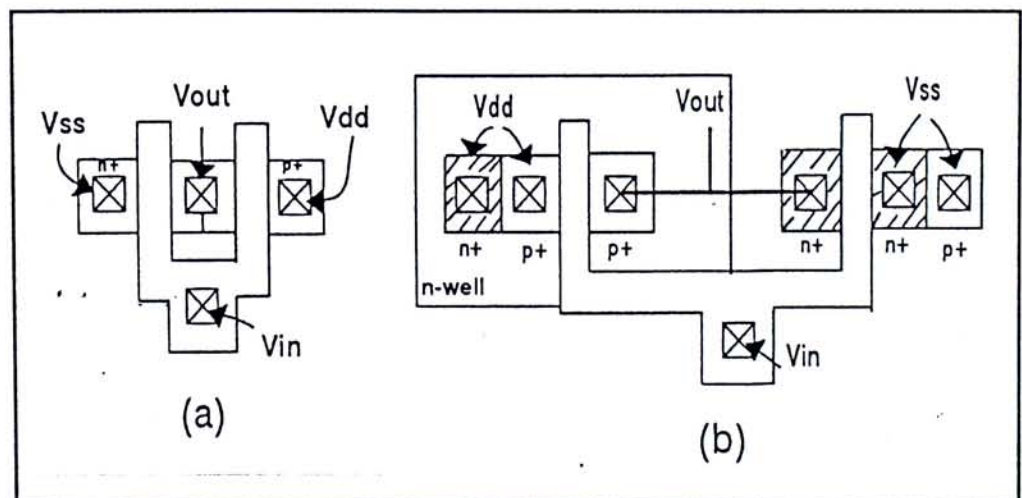 Vss
Vout
Vdd
n+
p+
Vin
(a)
Vdd
Vout
Vss
n+
p+
p+
n+
n+
p+
n-well
Vin
(b)